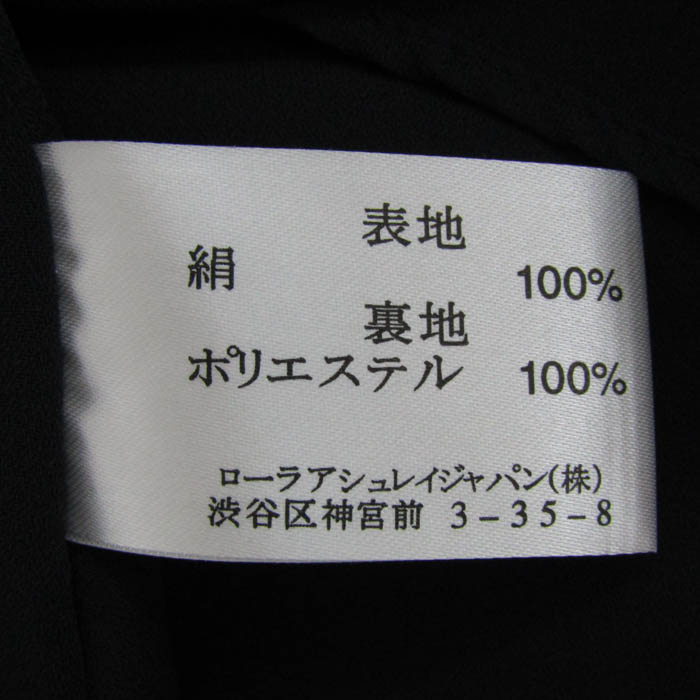 表地
絹 100%
裏地
ポリエステル 100%
ローラアシュレイジャパン(株)
渋谷区神宮前 3-35-8